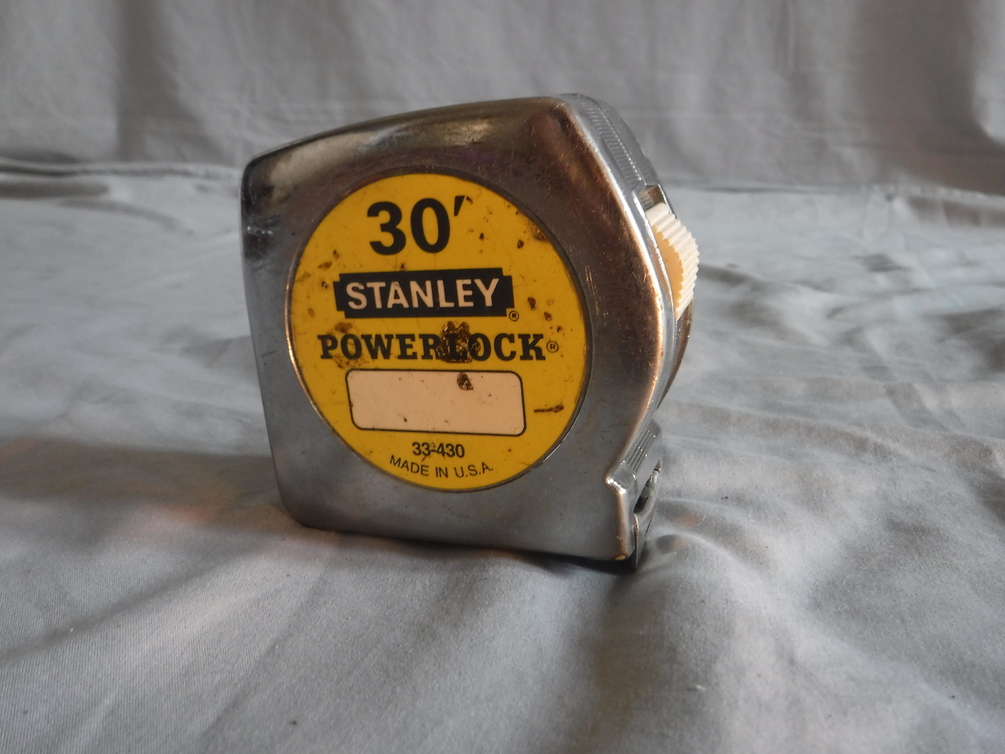 30'
STANLEY®
POWERLOCK®
33-430
MADE IN U.S.A.